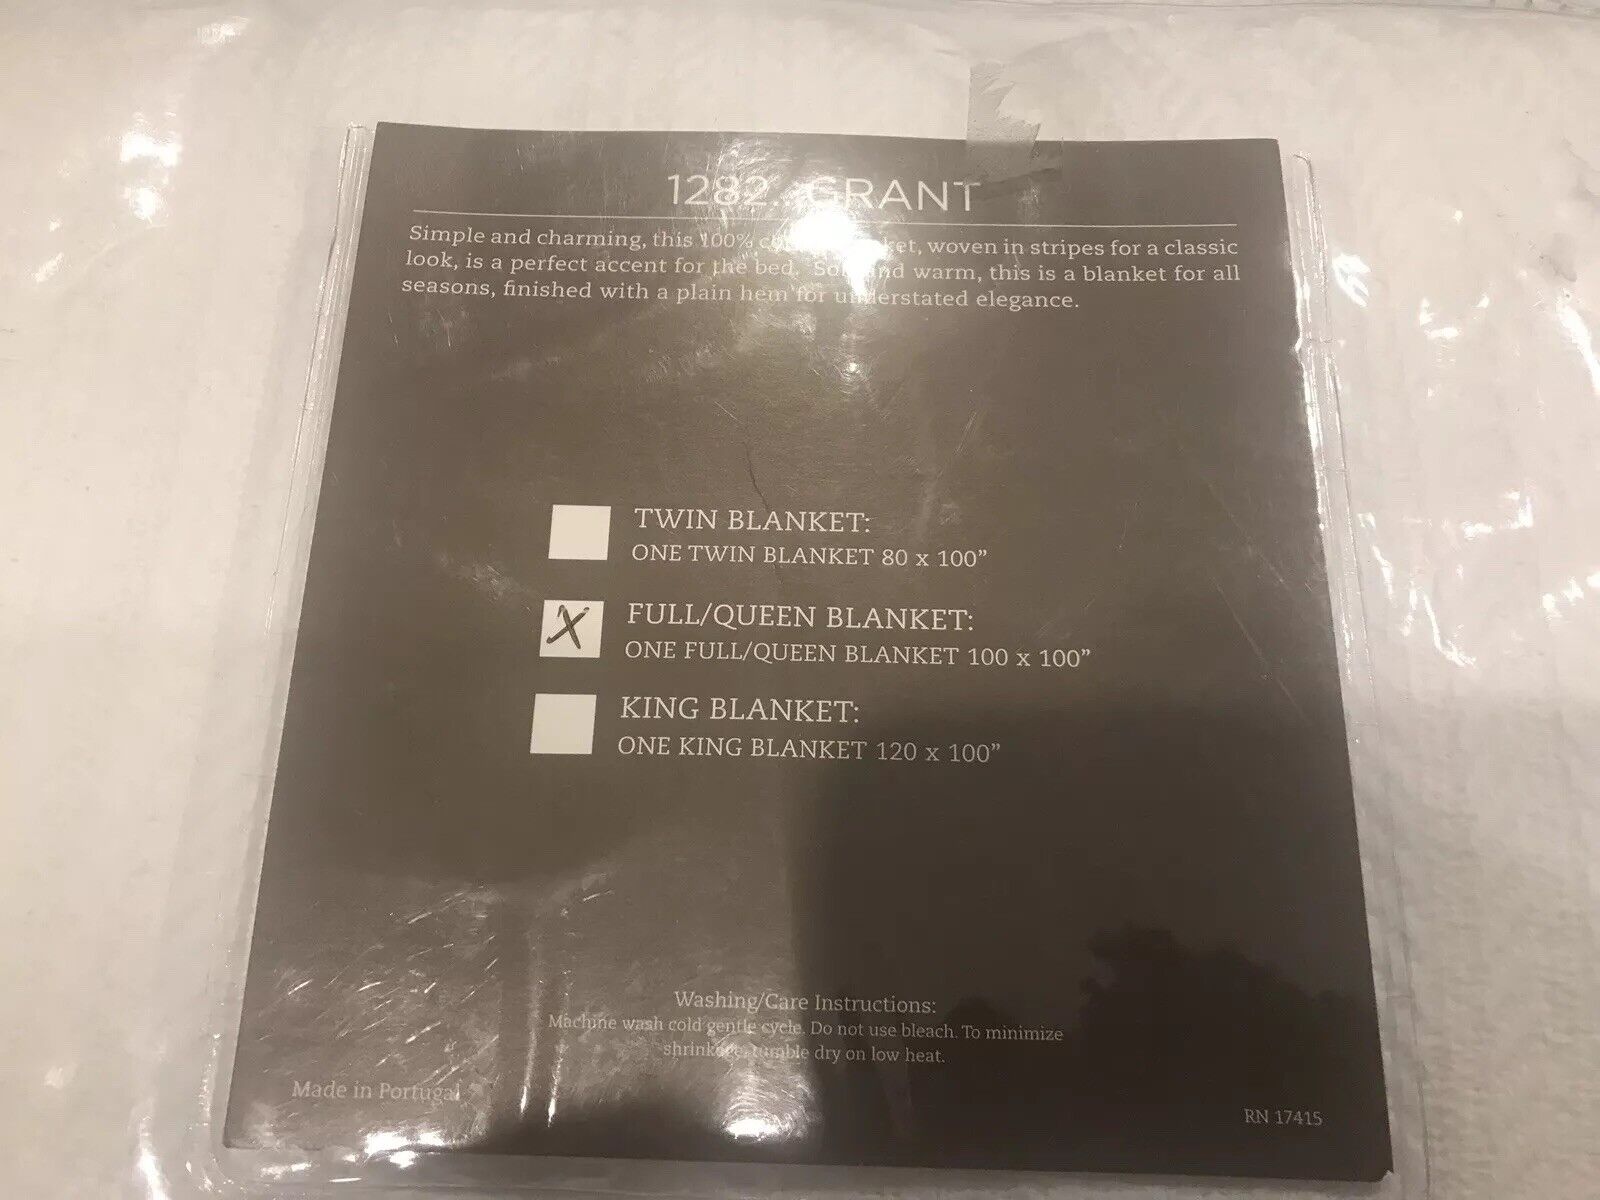 1282. GRANT
Simple and charming, this 100% blanket, woven in stripes for a classic
look, is a perfect accent for the bed. Soft and warm, this is a blanket for all
seasons, finished with a plain hem for understated elegance.
TWIN BLANKET:
ONE TWIN BLANKET 80 x 100”
X FULL/QUEEN BLANKET:
ONE FULL/QUEEN BLANKET 100 x 100”
KING BLANKET:
ONE KING BLANKET 120 x 100”
Washing/Care Instructions:
Machine wash cold gentle cycle. Do not use bleach. To minimize
shrinkage, tumble dry on low heat.
Made in Portugal
RN 17415